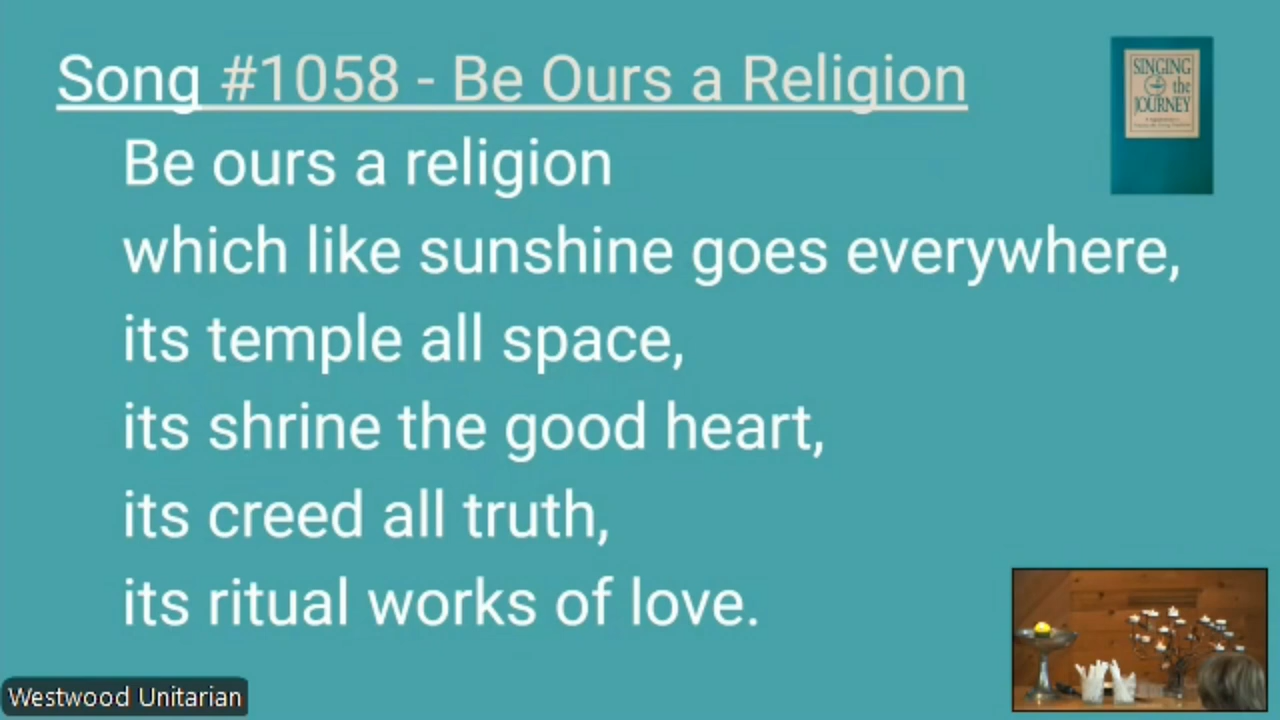 Song #1058 - Be Ours a Religion
Be ours a religion
which like sunshine goes everywhere,
its temple all space,
its shrine the good heart,
its creed all truth,
its ritual works of love.
SINGING
the
JOURNEY
Westwood Unitarian